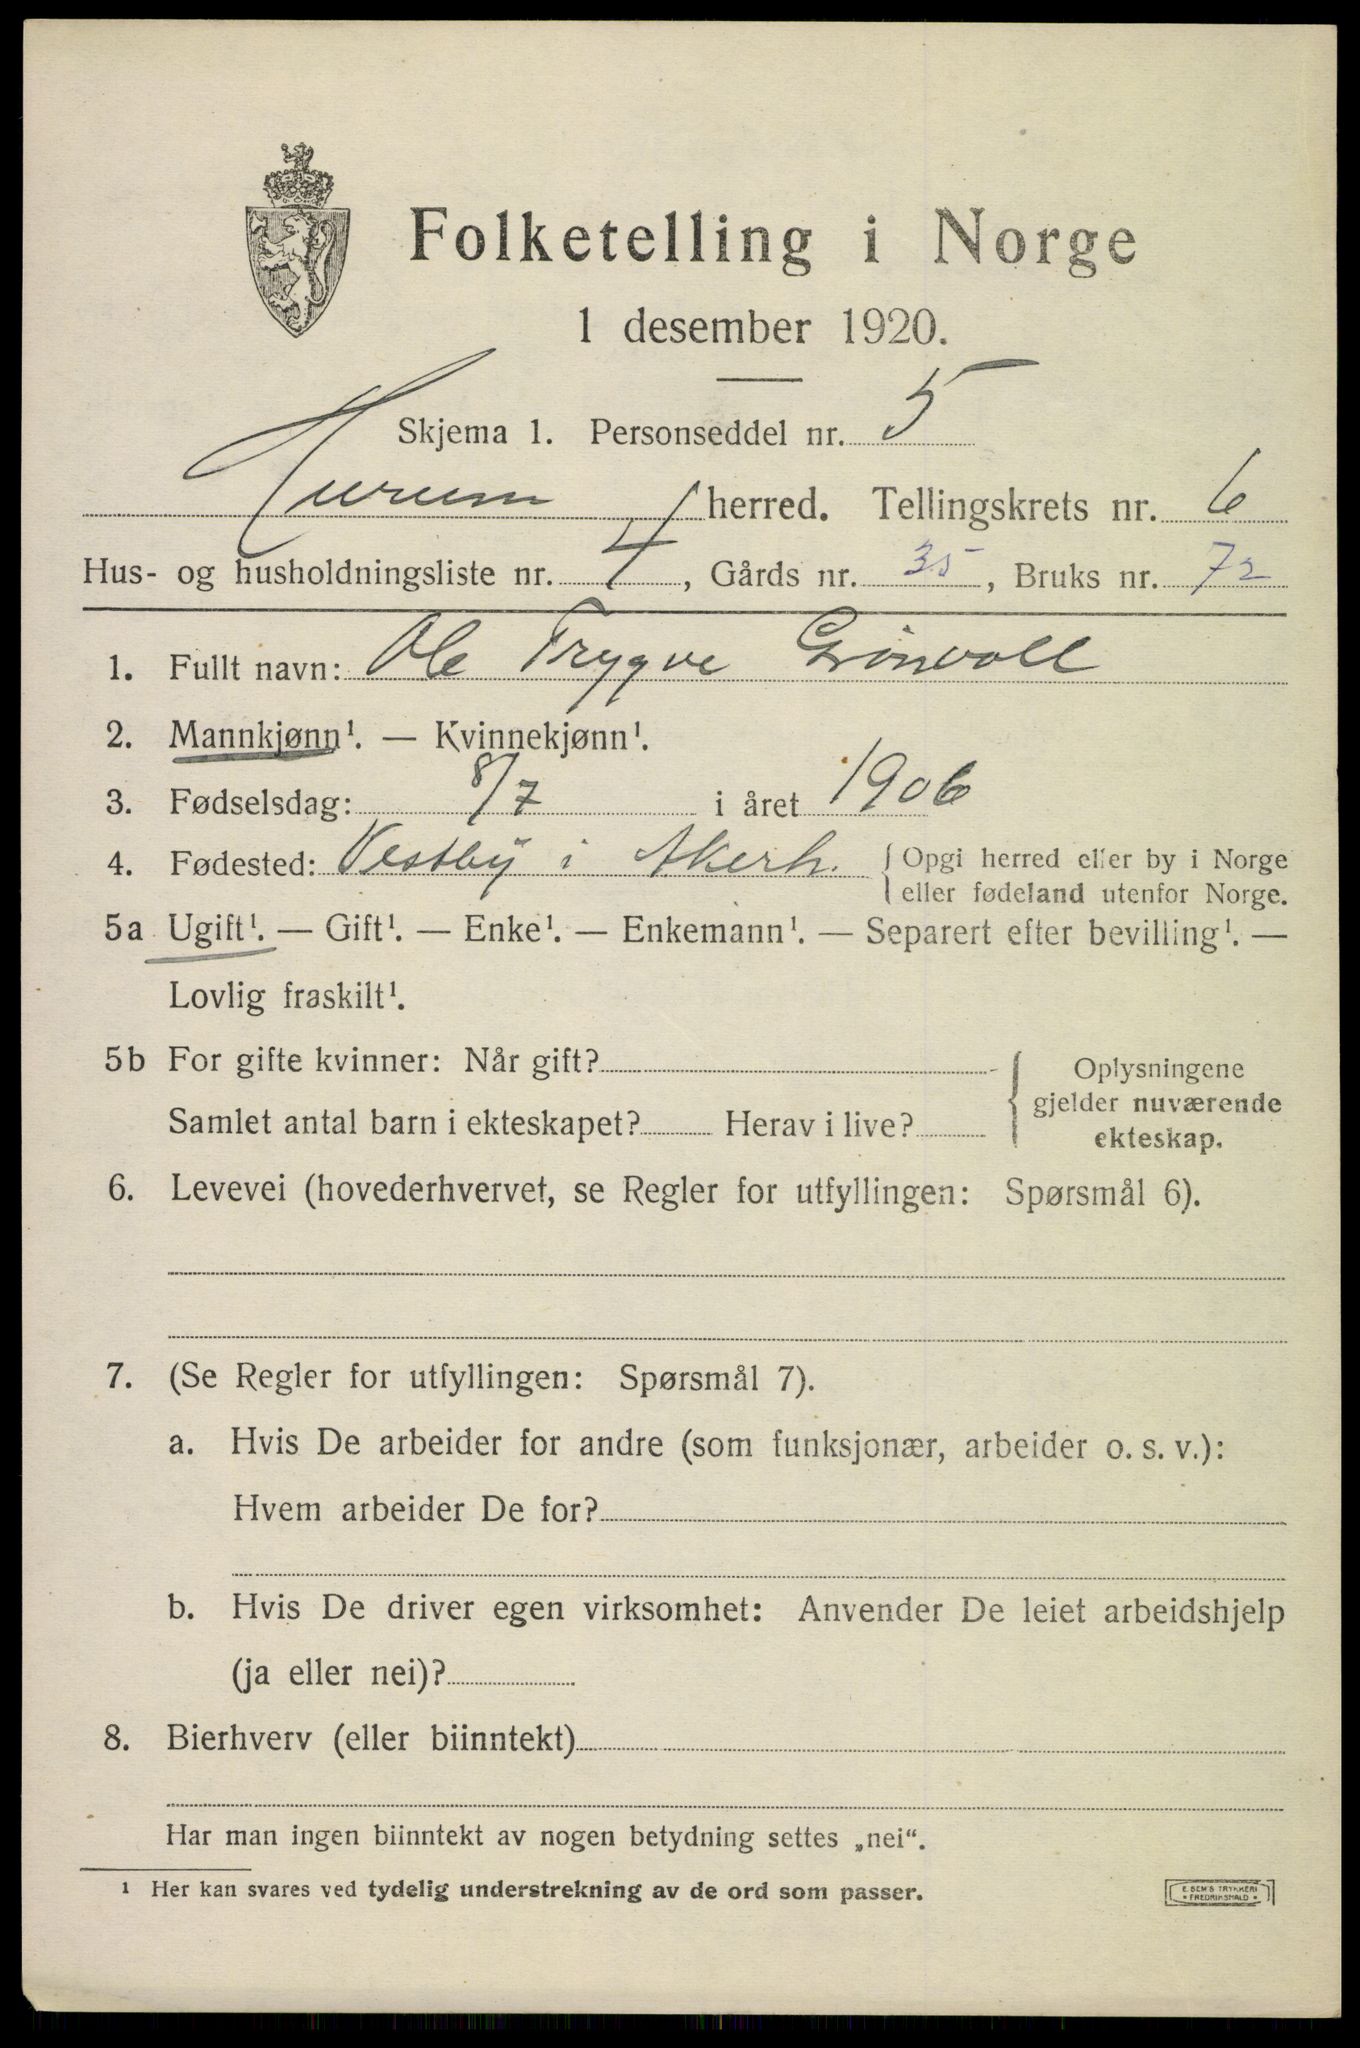 Folketelling i Norge
1 desember 1920.
Skjema 1. Personseddel nr. 5
Hurum herred. Tellingskrets nr. 6
Hus- og husholdningsliste nr. 4, Gårds nr. 35, Bruks nr. 72
1. Fullt navn: Ole Trygve Grönvoll
2. Mannkjønn¹. — Kvinnekjønn¹.
3. Fødselsdag: 8/7 i året 1906
4. Fødested: Vestby i Akersh. { Opgi herred eller by i Norge
eller fødeland utenfor Norge.
5a Ugift¹. — Gift¹. — Enke¹. — Enkemann¹. — Separert efter bevilling¹. —
Lovlig fraskilt¹.
5b For gifte kvinner: Når gift?
Samlet antal barn i ekteskapet? Herav i live?
{ Oplysningene
gjelder nuværende
ekteskap.
6. Levevei (hovederhvervet, se Regler for utfyllingen: Spørsmål 6).
7. (Se Regler for utfyllingen: Spørsmål 7).
a. Hvis De arbeider for andre (som funksjonær, arbeider o. s. v.):
Hvem arbeider De for?
b. Hvis De driver egen virksomhet: Anvender De leiet arbeidshjelp
(ja eller nei)?
8. Bierhverv (eller biinntekt)
Har man ingen biinntekt av nogen betydning settes „nei“.
¹ Her kan svares ved tydelig understrekning av de ord som passer.
E. SEM'S TRYKKERI
* FREDRIKSHALD *